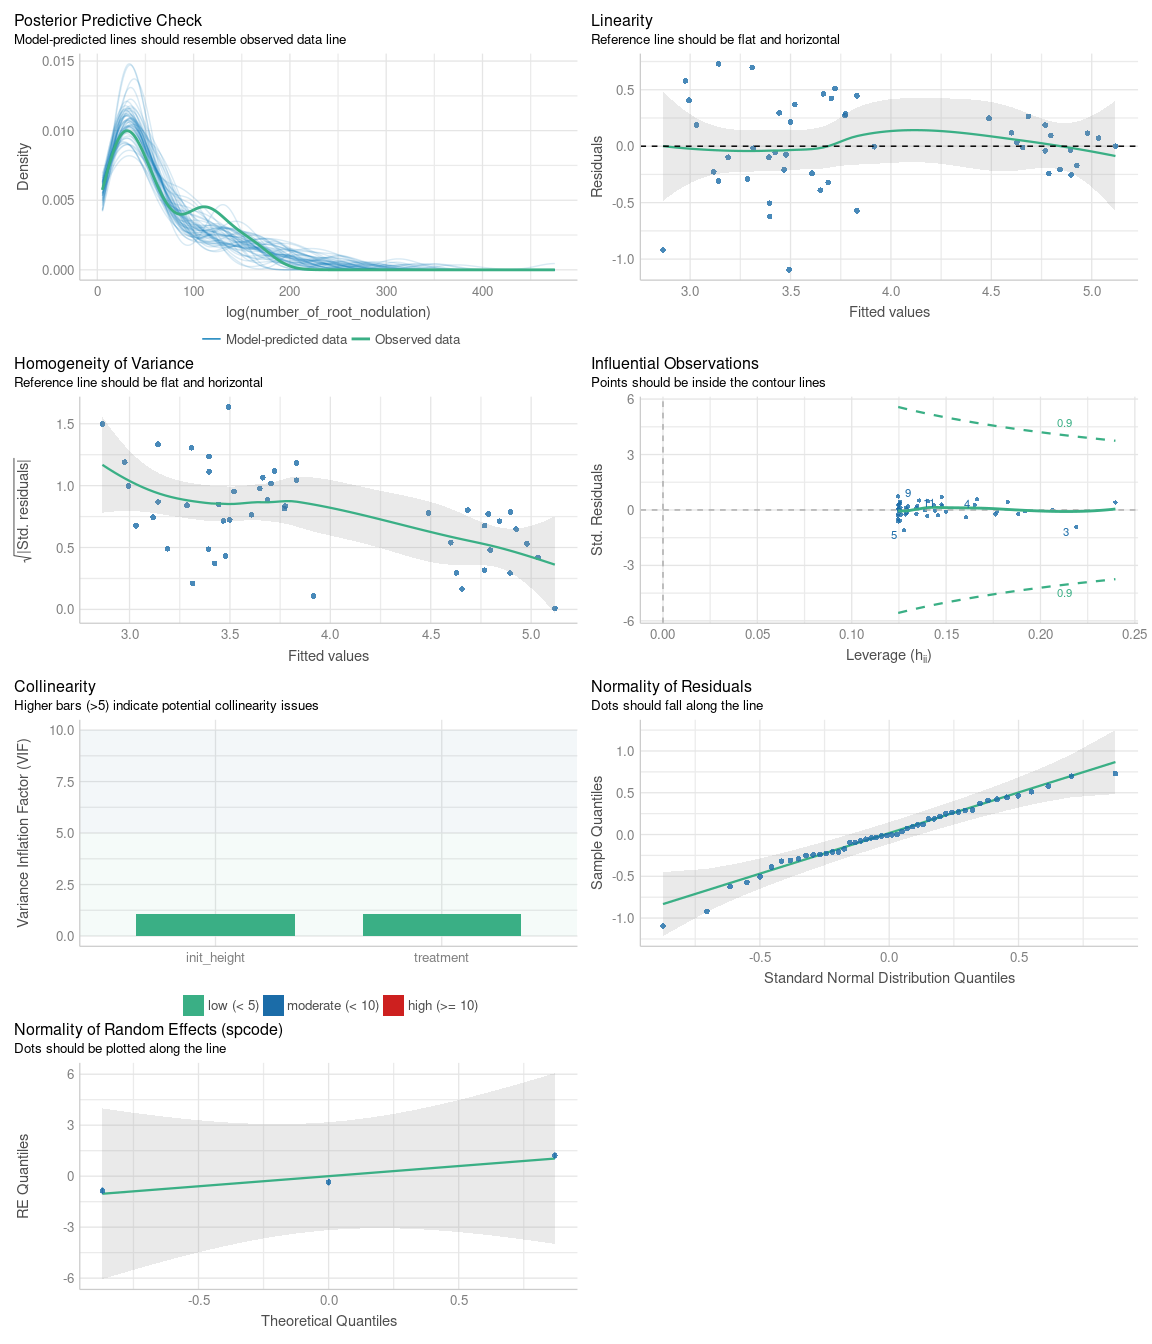 Posterior Predictive Check
Model-predicted lines should resemble observed data line
Density
0.015
0.010
0.005
0.000
0 100 200 300 400
log(number_of_root_nodulation)
Model-predicted data Observed data
Linearity
Reference line should be flat and horizontal
Residuals
0.5
0.0
-0.5
-1.0
3.0 3.5 4.0 4.5 5.0
Fitted values
Homogeneity of Variance
Reference line should be flat and horizontal
√|Std. residuals|
1.5
1.0
0.5
0.0
3.0 3.5 4.0 4.5 5.0
Fitted values
Influential Observations
Points should be inside the contour lines
Std. Residuals
6
3
0
-3
-6
0.9
9
11
4
5
3
0.9
0.00 0.05 0.10 0.15 0.20 0.25
Leverage (hii)
Collinearity
Higher bars (>5) indicate potential collinearity issues
Variance Inflation Factor (VIF)
10.0
7.5
5.0
2.5
0.0
init_height treatment
low (< 5) moderate (< 10) high (>= 10)
Normality of Residuals
Dots should fall along the line
Sample Quantiles
1.0
0.5
0.0
-0.5
-1.0
-0.5 0.0 0.5
Standard Normal Distribution Quantiles
Normality of Random Effects (spcode)
Dots should be plotted along the line
RE Quantiles
6
3
0
-3
-6
-0.5 0.0 0.5
Theoretical Quantiles